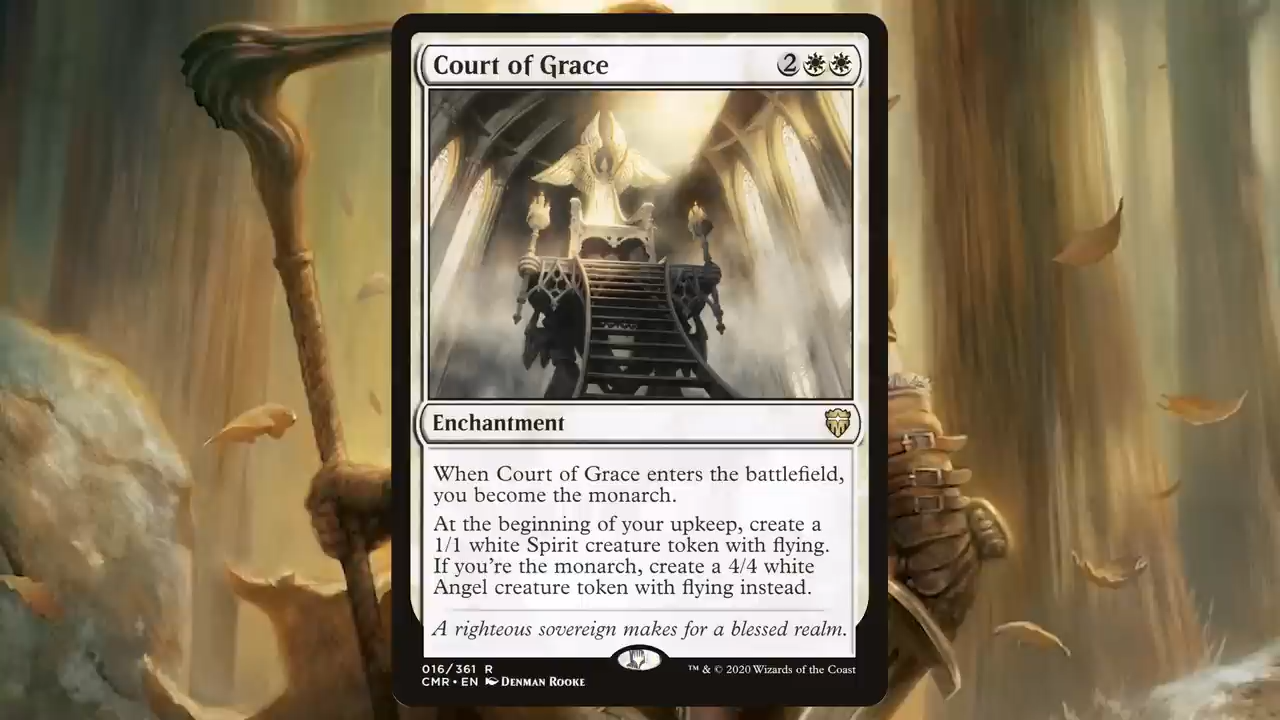 Court of Grace 2
Enchantment
When Court of Grace enters the battlefield,
you become the monarch.
At the beginning of your upkeep, create a
1/1 white Spirit creature token with flying.
If you're the monarch, create a 4/4 white
Angel creature token with flying instead.
A righteous sovereign makes for a blessed realm.
016/361 R
CMR • EN Denman Rooke
™ & © 2020 Wizards of the Coast